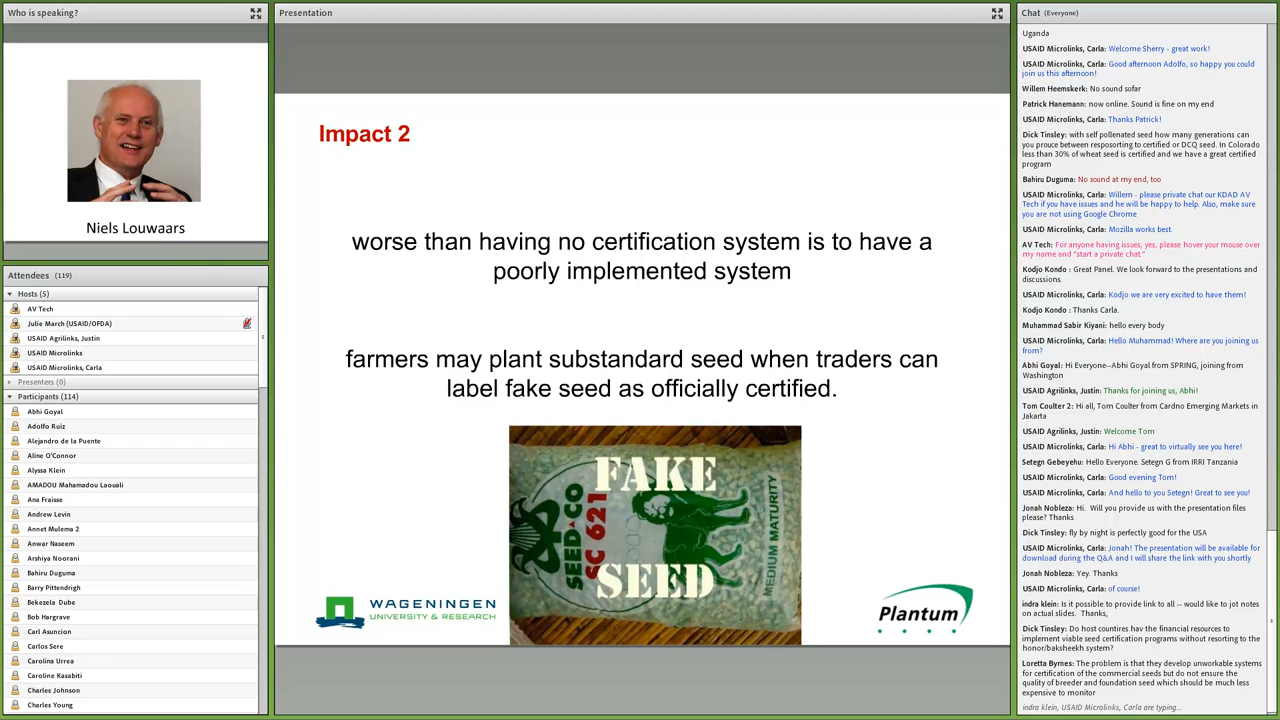 Who is speaking?
Niels Louwaars
Attendees (119)
Hosts (5)
AV Tech
Julie March (USAID/OFDA)
USAID Agrilinks, Justin
USAID Microlinks
USAID Microlinks, Carla
Presenters (0)
Participants (114)
Abhi Goyal
Adolfo Ruiz
Alejandro de la Puente
Aline O'Connor
Alyssa Klein
AMADOU Mahamadou Laouali
Ana Fraisse
Andrew Levin
Annet Mulema 2
Anwar Naseem
Arshiya Noorani
Bahiru Duguma
Barry Pittendrigh
Bekezela Dube
Bob Hargrave
Carl Asuncion
Carlos Sere
Carolina Urrea
Caroline Kasabiti
Charles Johnson
Charles Young
Presentation
Impact 2
worse than having no certification system is to have a
poorly implemented system
farmers may plant substandard seed when traders can
label fake seed as officially certified.
FAKE
SEED
SEED CO
SC 621
MEDIUM MATURITY
WAGENINGEN
UNIVERSITY & RESEARCH
Plantum
Chat (Everyone)
Uganda
USAID Microlinks, Carla: Welcome Sherry - great work!
USAID Microlinks, Carla: Good afternoon Adolfo, so happy you could
join us this afternoon!
Willem Heemskerk: No sound sofar
Patrick Hanemann: now online. Sound is fine on my end
USAID Microlinks, Carla: Thanks Patrick!
Dick Tinsley: with self pollenated seed how many generations can
you prouce between resposorting to certified or DCQ seed. In Colorado
less than 30% of wheat seed is certified and we have a great certified
program
Bahiru Duguma: No sound at my end, too
USAID Microlinks, Carla: Willem - please private chat our KDAD AV
Tech if you have issues and he will be happy to help. Also, make sure
you are not using Google Chrome
USAID Microlinks, Carla: Mozilla works best.
AV Tech: For anyone having issues, yes, please hover your mouse over
my name and "start a private chat."
Kodjo Kondo : Great Panel. We look forward to the presentations and
discussions.
USAID Microlinks, Carla: Kodjo we are very excited to have them!
Kodjo Kondo : Thanks Carla.
Muhammad Sabir Kiyani: hello every body
USAID Microlinks, Carla: Hello Muhammad! Where are you joining us
from?
Abhi Goyal: Hi Everyone--Abhi Goyal from SPRING, joining from
Washington
USAID Agrilinks, Justin: Thanks for joining us, Abhi!
Tom Coulter 2: Hi all, Tom Coulter from Cardno Emerging Markets in
Jakarta
USAID Agrilinks, Justin: Welcome Tom
USAID Microlinks, Carla: Hi Abhi - great to virtually see you here!
Setegn Gebeyehu: Hello Everyone. Setegn G from IRRI Tanzania
USAID Microlinks, Carla: Good evening Tom!
USAID Microlinks, Carla: And hello to you Setegn! Great to see you!
Jonah Nobleza: Hi. Will you provide us with the presentation files
please? Thanks
Dick Tinsley: fly by night is perfectly good for the USA
USAID Microlinks, Carla: Jonah! The presentation will be available for
download during the Q&A and I will share the link with you shortly
Jonah Nobleza: Yey. Thanks
USAID Microlinks, Carla: of course!
indra klein: Is it possible to provide link to all -- would like to jot notes
on actual slides. Thanks,
Dick Tinsley: Do host countires hav the financial resources to
implement viable seed certification programs without resorting to the
honor/baksheekh system?
Loretta Byrnes: The problem is that they develop unworkable systems
for certification of the commercial seeds but do not ensure the
quality of breeder and foundation seed which should be much less
expensive to monitor
indra klein, USAID Microlinks, Carla are typing...